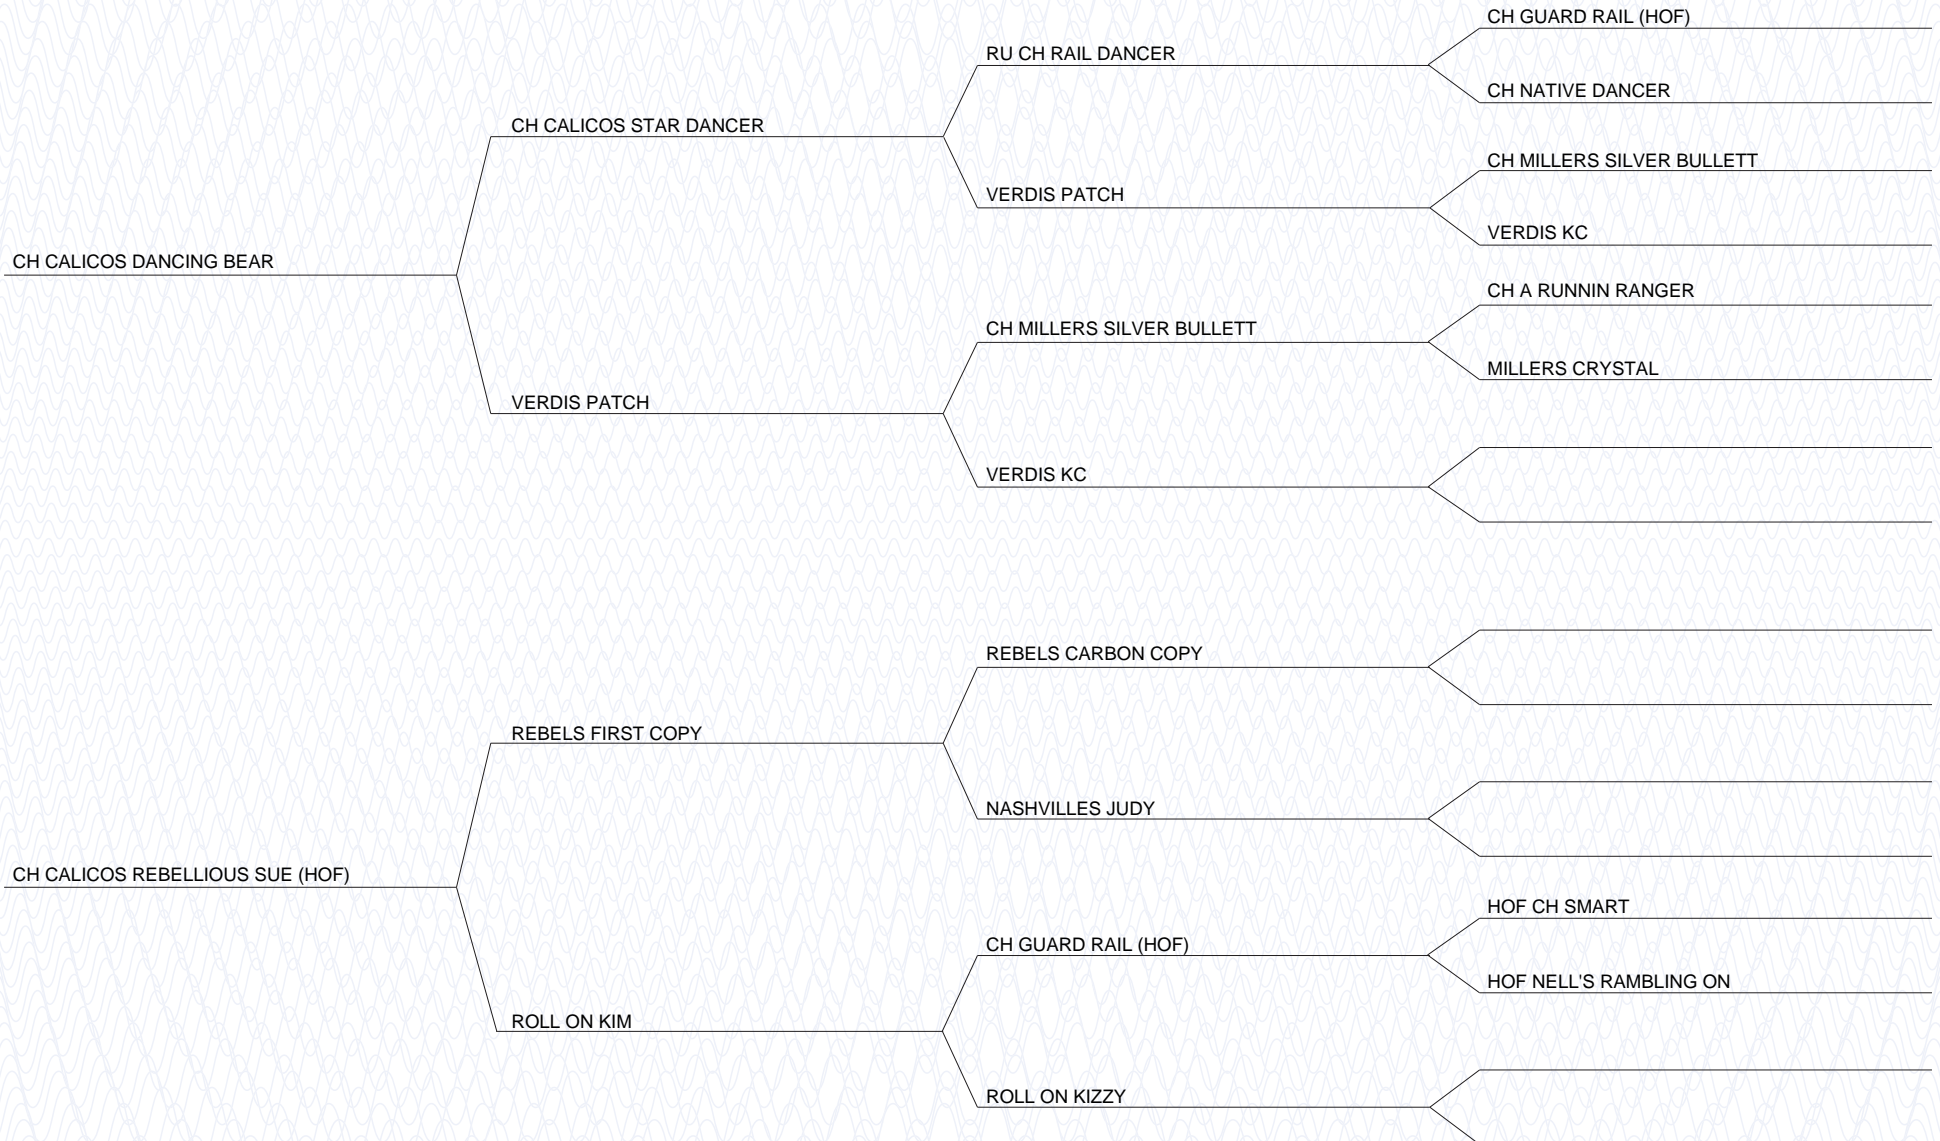 CH GUARD RAIL (HOF)
RU CH RAIL DANCER
CH NATIVE DANCER
CH CALICOS STAR DANCER
CH MILLERS SILVER BULLETT
VERDIS PATCH
VERDIS KC
CH CALICOS DANCING BEAR
CH A RUNNIN RANGER
CH MILLERS SILVER BULLETT
MILLERS CRYSTAL
VERDIS PATCH
VERDIS KC
REBELS CARBON COPY
REBELS FIRST COPY
NASHVILLES JUDY
CH CALICOS REBELLIOUS SUE (HOF)
HOF CH SMART
CH GUARD RAIL (HOF)
HOF NELL'S RAMBLING ON
ROLL ON KIM
ROLL ON KIZZY